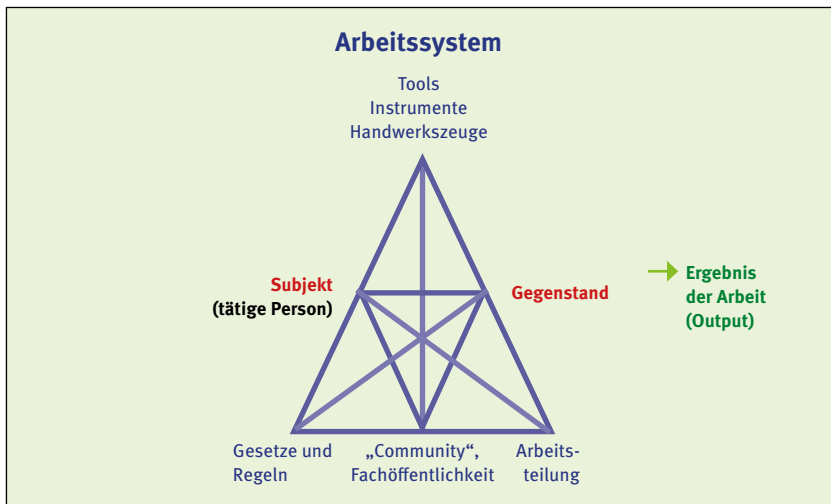 Arbeitssystem
Tools
Instrumente
Handwerkszeuge
Subjekt
(tätige Person)
Gegenstand
Ergebnis
der Arbeit
(Output)
Gesetze und
Regeln
„Community“,
Fachöffentlichkeit
Arbeits-
teilung